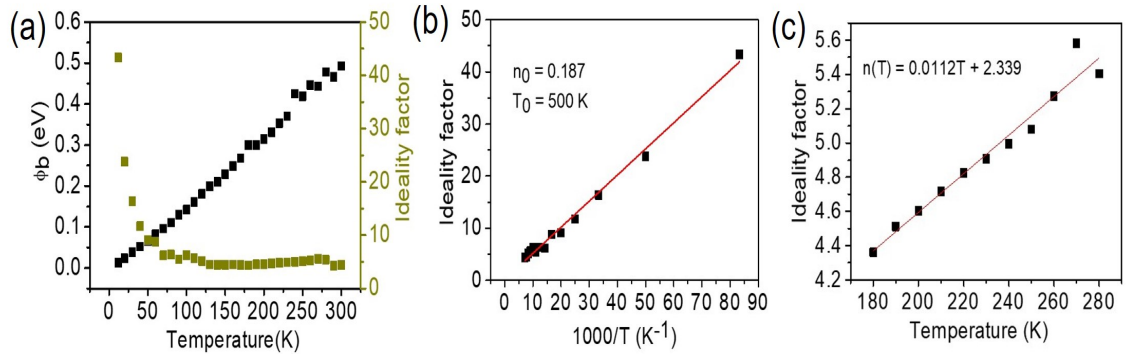 (a)
ϕb (eV)
0.6
0.5
0.4
0.3
0.2
0.1
0.0
0 50 100 150 200 250 300
Temperature(K)
50
40
30
20
10
0
Ideality factor
(b)
Ideality factor
50
40
30
20
10
0
n0 = 0.187
T0 = 500 K
0 10 20 30 40 50 60 70 80 90
1000/T (K-1)
(c)
Ideality factor
5.6
5.4
5.2
5.0
4.8
4.6
4.4
4.2
n(T) = 0.0112T + 2.339
180 200 220 240 260 280
Temperature (K)